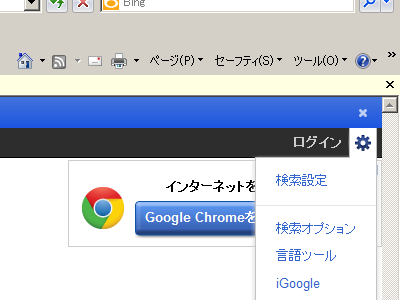 Bing
ページ(P) セーフティ(S) ツール(O)
ログイン
検索設定
インターネットを
Google Chromeを
検索オプション
言語ツール
iGoogle